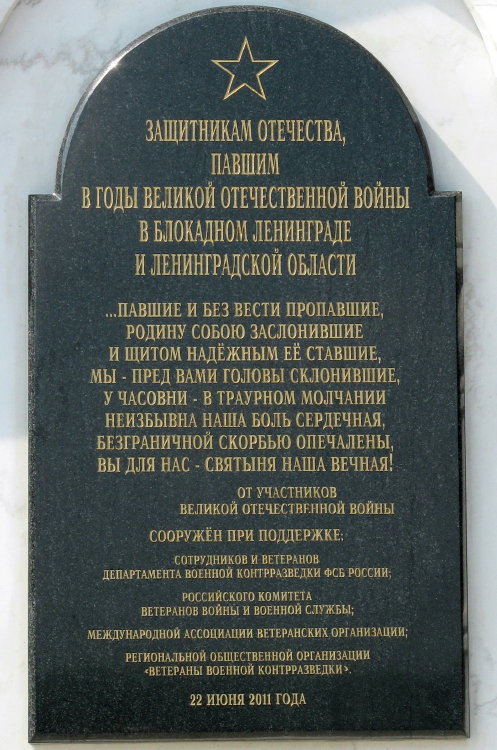 ЗАЩИТНИКАМ ОТЕЧЕСТВА,
ПАВШИМ
В ГОДЫ ВЕЛИКОЙ ОТЕЧЕСТВЕННОЙ ВОЙНЫ
В БЛОКАДНОМ ЛЕНИНГРАДЕ
И ЛЕНИНГРАДСКОЙ ОБЛАСТИ
...ПАВШИЕ И БЕЗ ВЕСТИ ПРОПАВШИЕ,
РОДИНУ СОБОЮ ЗАСЛОНИВШИЕ
И ЩИТОМ НАДЁЖНЫМ ЕЁ СТАВШИЕ,
МЫ - ПРЕД ВАМИ ГОЛОВЫ СКЛОНИВШИЕ,
У ЧАСОВНИ - В ТРАУРНОМ МОЛЧАНИИ
НЕИЗБЫВНА НАША БОЛЬ СЕРДЕЧНАЯ,
БЕЗГРАНИЧНОЙ СКОРБЬЮ ОПЕЧАЛЕНЫ,
ВЫ ДЛЯ НАС - СВЯТЫНЯ НАША ВЕЧНАЯ!
ОТ УЧАСТНИКОВ
ВЕЛИКОЙ ОТЕЧЕСТВЕННОЙ ВОЙНЫ
СООРУЖЁН ПРИ ПОДДЕРЖКЕ:
СОТРУДНИКОВ И ВЕТЕРАНОВ
ДЕПАРТАМЕНТА ВОЕННОЙ КОНТРРАЗВЕДКИ ФСБ РОССИИ;
РОССИЙСКОГО КОМИТЕТА
ВЕТЕРАНОВ ВОЙНЫ И ВОЕННОЙ СЛУЖБЫ;
МЕЖДУНАРОДНОЙ АССОЦИАЦИИ ВЕТЕРАНСКИХ ОРГАНИЗАЦИИ;
РЕГИОНАЛЬНОЙ ОБЩЕСТВЕННОЙ ОРГАНИЗАЦИИ
«ВЕТЕРАНЫ ВОЕННОЙ КОНТРРАЗВЕДКИ».
22 ИЮНЯ 2011 ГОДА